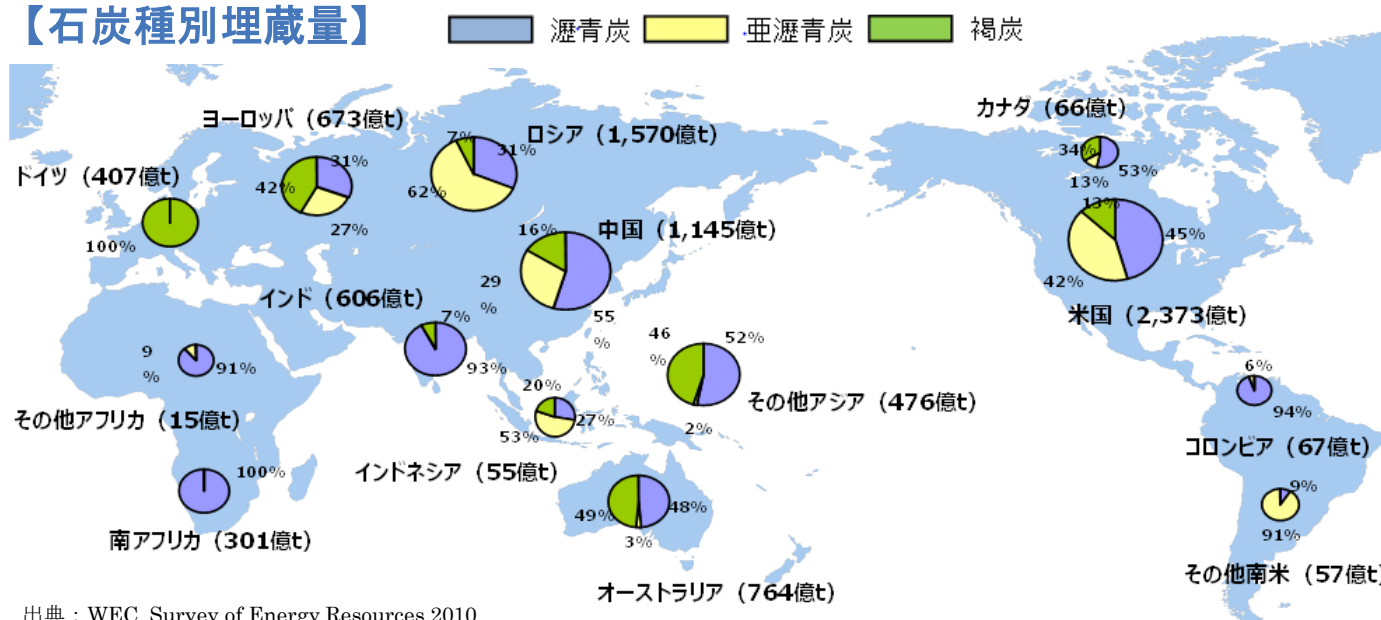 【石炭種別埋蔵量】
瀝青炭 亜瀝青炭 褐炭
カナダ（66億t）
34%
53%
13%
ヨーロッパ（673億t）
31%
42%
27%
ロシア（1,570億t）
7%
31%
62%
ドイツ（407億t）
100%
中国（1,145億t）
16%
29
%
55
%
13%
45%
42%
米国（2,373億t）
インド（606億t）
7%
93%
9
%
91%
その他アフリカ（15億t）
46
%
52%
2%
その他アジア（476億t）
20%
27%
53%
インドネシア（55億t）
6%
94%
コロンビア（67億t）
100%
南アフリカ（301億t）
49%
48%
3%
オーストラリア（764億t）
9%
91%
その他南米（57億t）
出典：WEC Survey of Energy Resources 2010